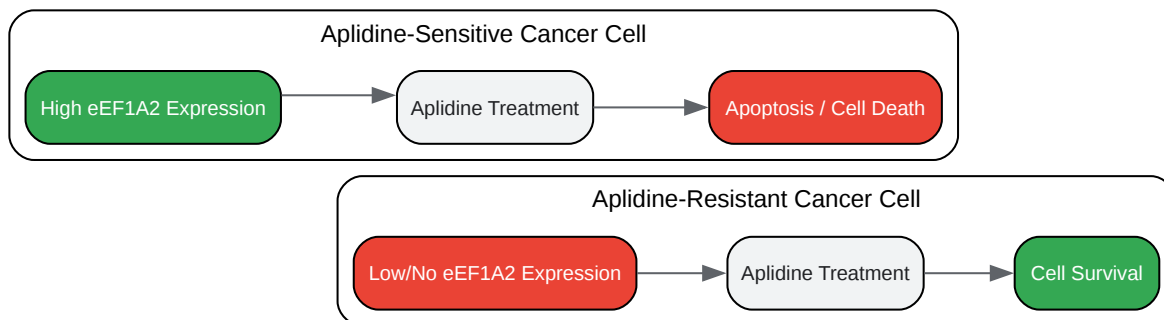 Aplidine-Sensitive Cancer Cell
High eEF1A2 Expression
Aplidine Treatment
Apoptosis / Cell Death
Aplidine-Resistant Cancer Cell
Low/No eEF1A2 Expression
Aplidine Treatment
Cell Survival